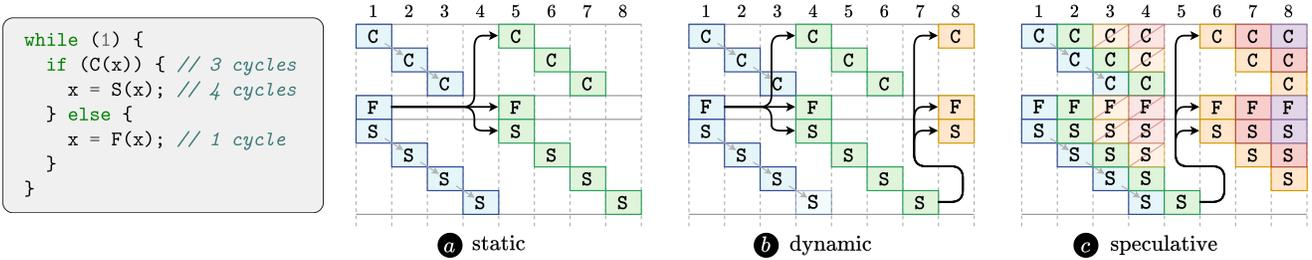 while (1) {
if (C(x)) { // 3 cycles
x = S(x); // 4 cycles
} else {
x = F(x); // 1 cycle
}
}
1 2 3 4 5 6 7 8
C C
C C
C C
F F
S S
S S
S S
S S
a static
1 2 3 4 5 6 7 8
C C C
C C
C C
F F F
S S S
S S
S S
S S
b dynamic
1 2 3 4 5 6 7 8
C C C C C C C
C C C C C
C C C
F F F F F F F
S S S S S S S
S S S S S
S S S
S S
c speculative